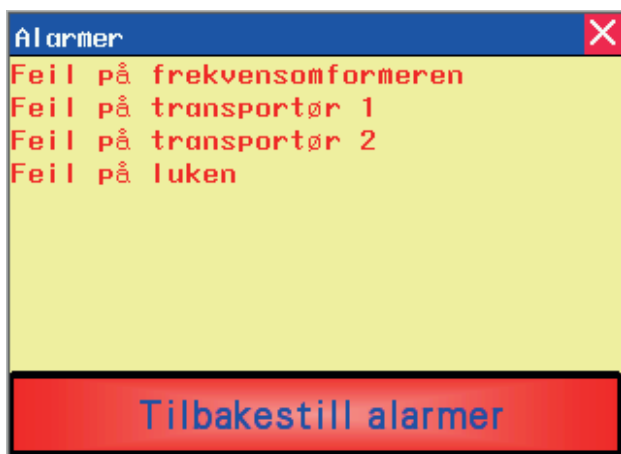 Alarmer
Feil på frekvensomformeren
Feil på transportør 1
Feil på transportør 2
Feil på luken
Tilbakestill alarmer